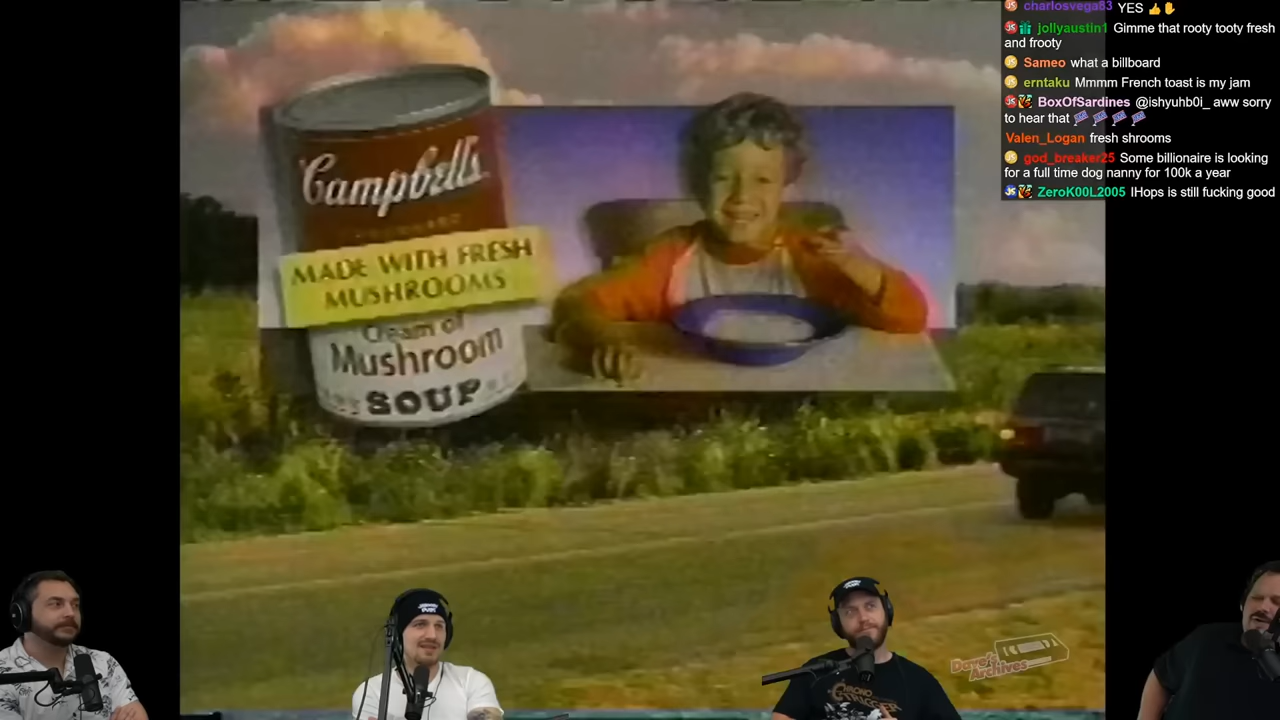 charlosvega83 YES 👍✋
jollyaustin1 Gimme that rooty tooty fresh
and frooty
Sameo what a billboard
erntaku Mmmm French toast is my jam
BoxOfSardines @ishyuhb0i_ aww sorry
to hear that
Valen_Logan fresh shrooms
god_breaker25 Some billionaire is looking
for a full time dog nanny for 100k a year
ZeroK00L2005 IHops is still fucking good
Campbell's
MADE WITH FRESH
MUSHROOMS
Cream of
Mushroom
SOUP
CHRONO
TRIGGER
Dave's
Archives